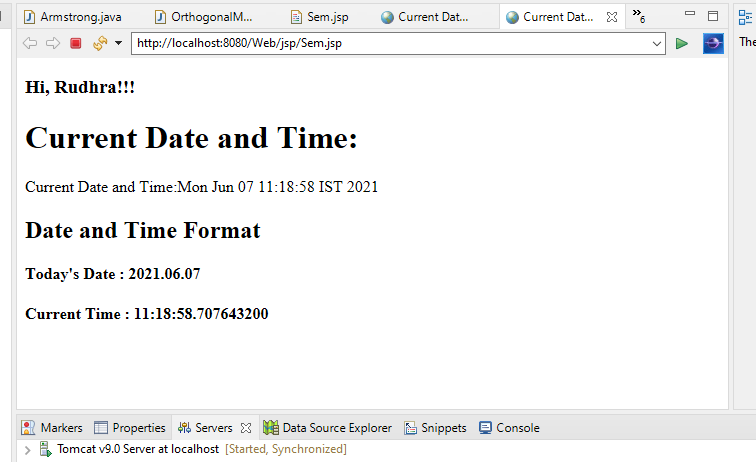 Armstrong.java OrthogonalM... Sem.jsp Current Dat... Current Dat... »6
http://localhost:8080/Web/jsp/Sem.jsp
The
Hi, Rudhra!!!
Current Date and Time:
Current Date and Time:Mon Jun 07 11:18:58 IST 2021
Date and Time Format
Today's Date : 2021.06.07
Current Time : 11:18:58.707643200
Markers Properties Servers Data Source Explorer Snippets Console
Tomcat v9.0 Server at localhost [Started, Synchronized]